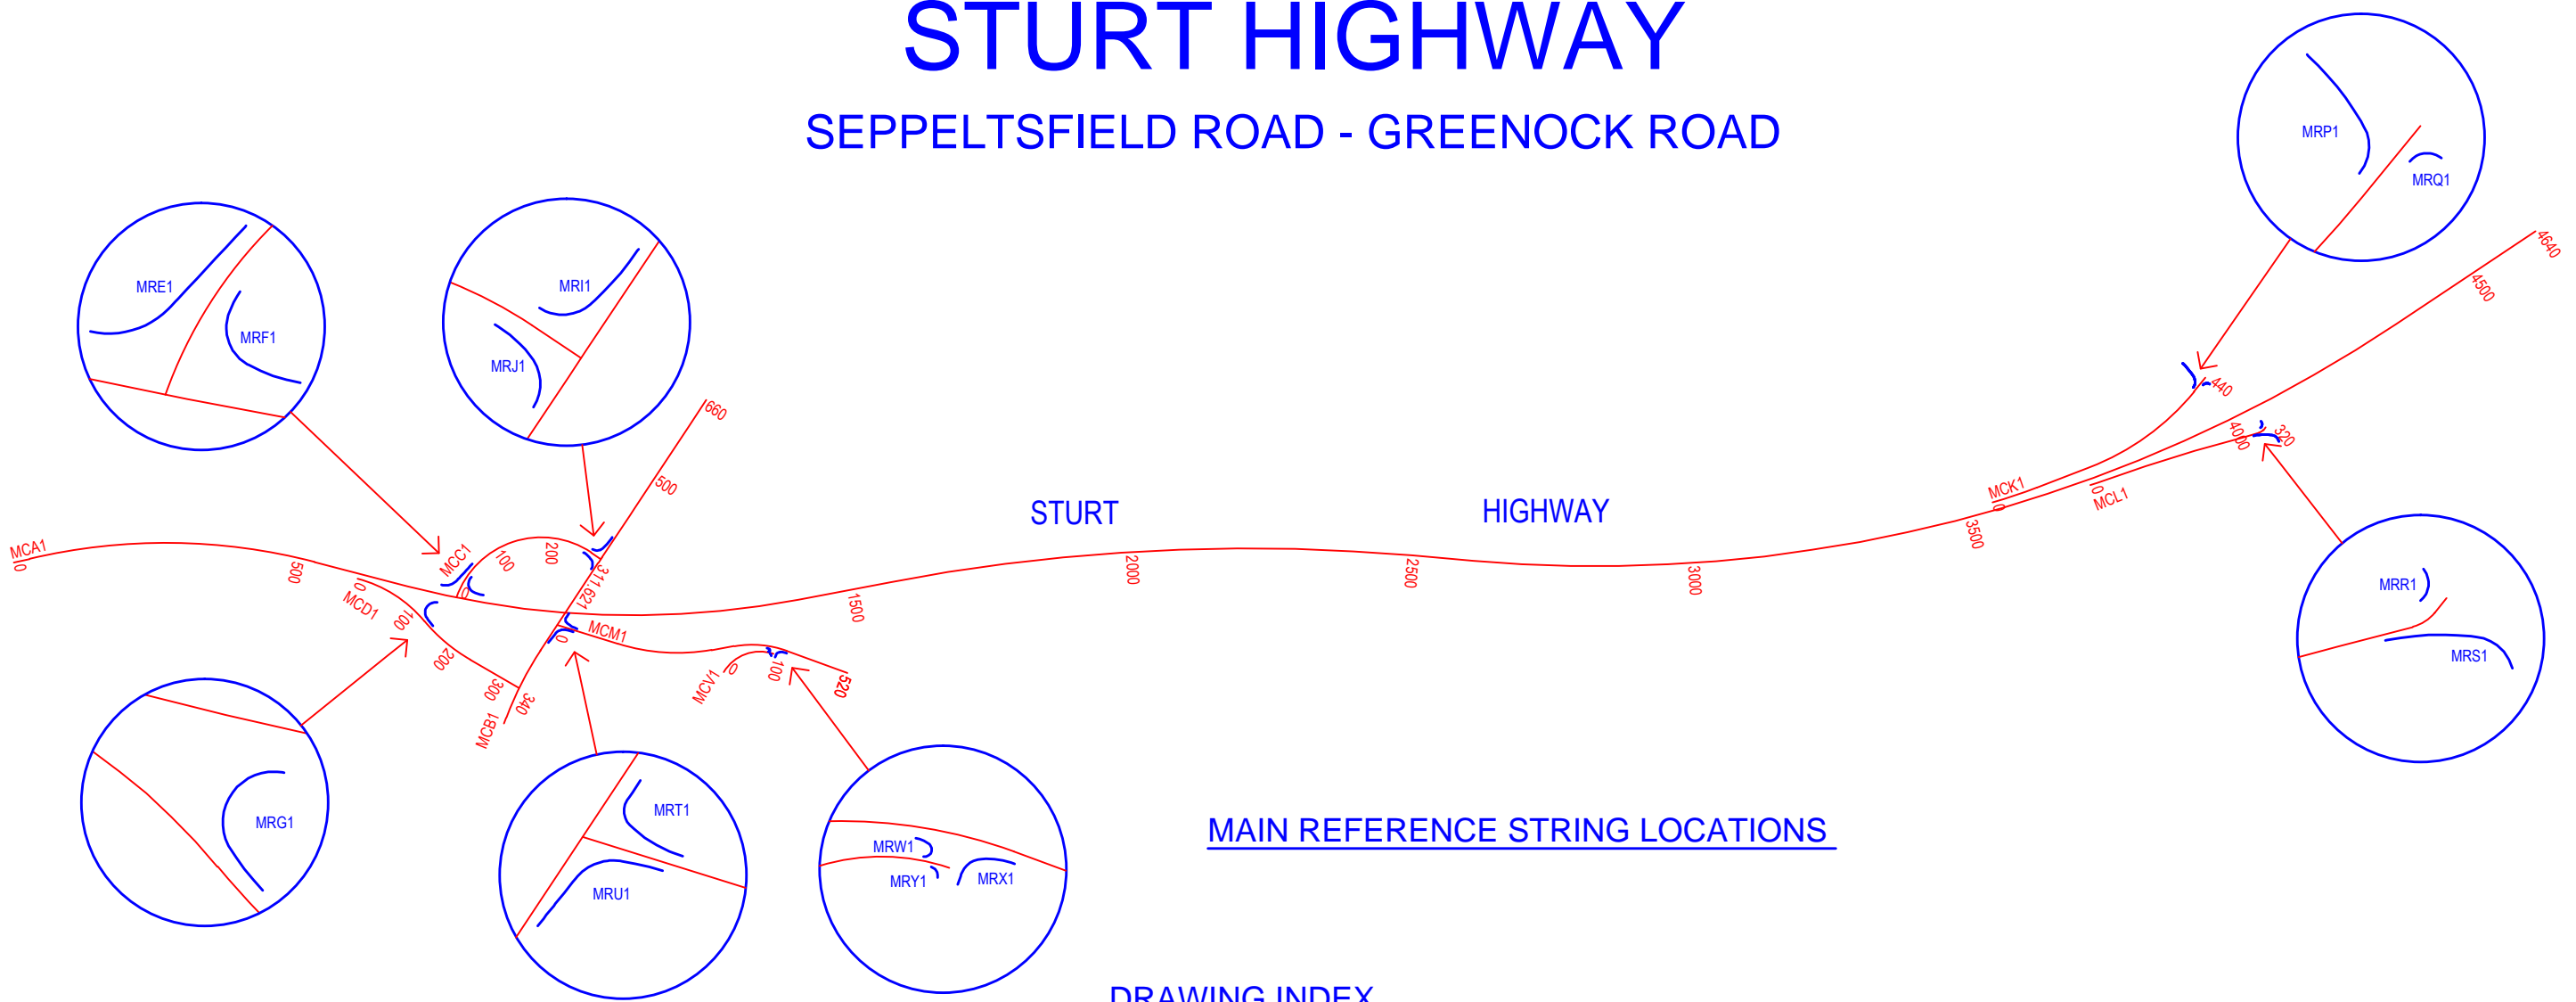 STURT HIGHWAY
SEPPELTSFIELD ROAD - GREENOCK ROAD
MRP1
MRQ1
MRE1
MRF1
MRI1
MRJ1
4640
4500
440
4000
320
660
500
STURT
HIGHWAY
MCK1
0
0
MCL1
MCA1
0
500
MCC1
0
100
200
311.621
0
MCD1
100
200
300
340
MCB1
0
MCM1
MCV1
0
100
520
1500
2000
2500
3000
3500
MRR1
MRS1
MRG1
MRT1
MRU1
MRW1
MRY1
MRX1
MAIN REFERENCE STRING LOCATIONS
DRAWING INDEX